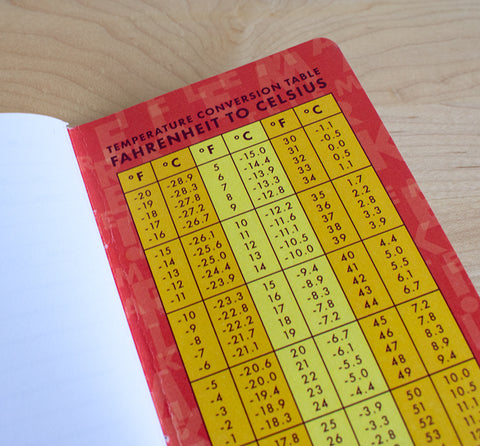 TEMPERATURE CONVERSION TABLE
FAHRENHEIT TO CELSIUS
°F °C °F °C °F °C
-20 -28.9 5 -15.0 30 -1.1
-19 -28.3 6 -14.4 31 -0.5
-18 -27.8 7 -13.9 32 0.0
-17 -27.2 8 -13.3 33 0.5
-16 -26.7 9 -12.8 34 1.1
-15 -26.1 10 -12.2 35 1.7
-14 -25.6 11 -11.6 36 2.2
-13 -25.0 12 -11.1 37 2.8
-12 -24.4 13 -10.5 38 3.3
-11 -23.9 14 -10.0 39 3.9
-10 -23.3 15 -9.4 40 4.4
-9 -22.8 16 -8.9 41 5.0
-8 -22.2 17 -8.3 42 5.5
-7 -21.7 18 -7.8 43 6.1
-6 -21.1 19 -7.2 44 6.7
-5 -20.6 20 -6.7 45 7.2
-4 -20.0 21 -6.1 46 7.8
-3 -19.4 22 -5.5 47 8.3
-2 -18.9 23 -5.0 48 8.9
-1 -18.3 24 -4.4 49 9.4
-17.8 25 -3.9 50 10.0
-3.3 51 10.5